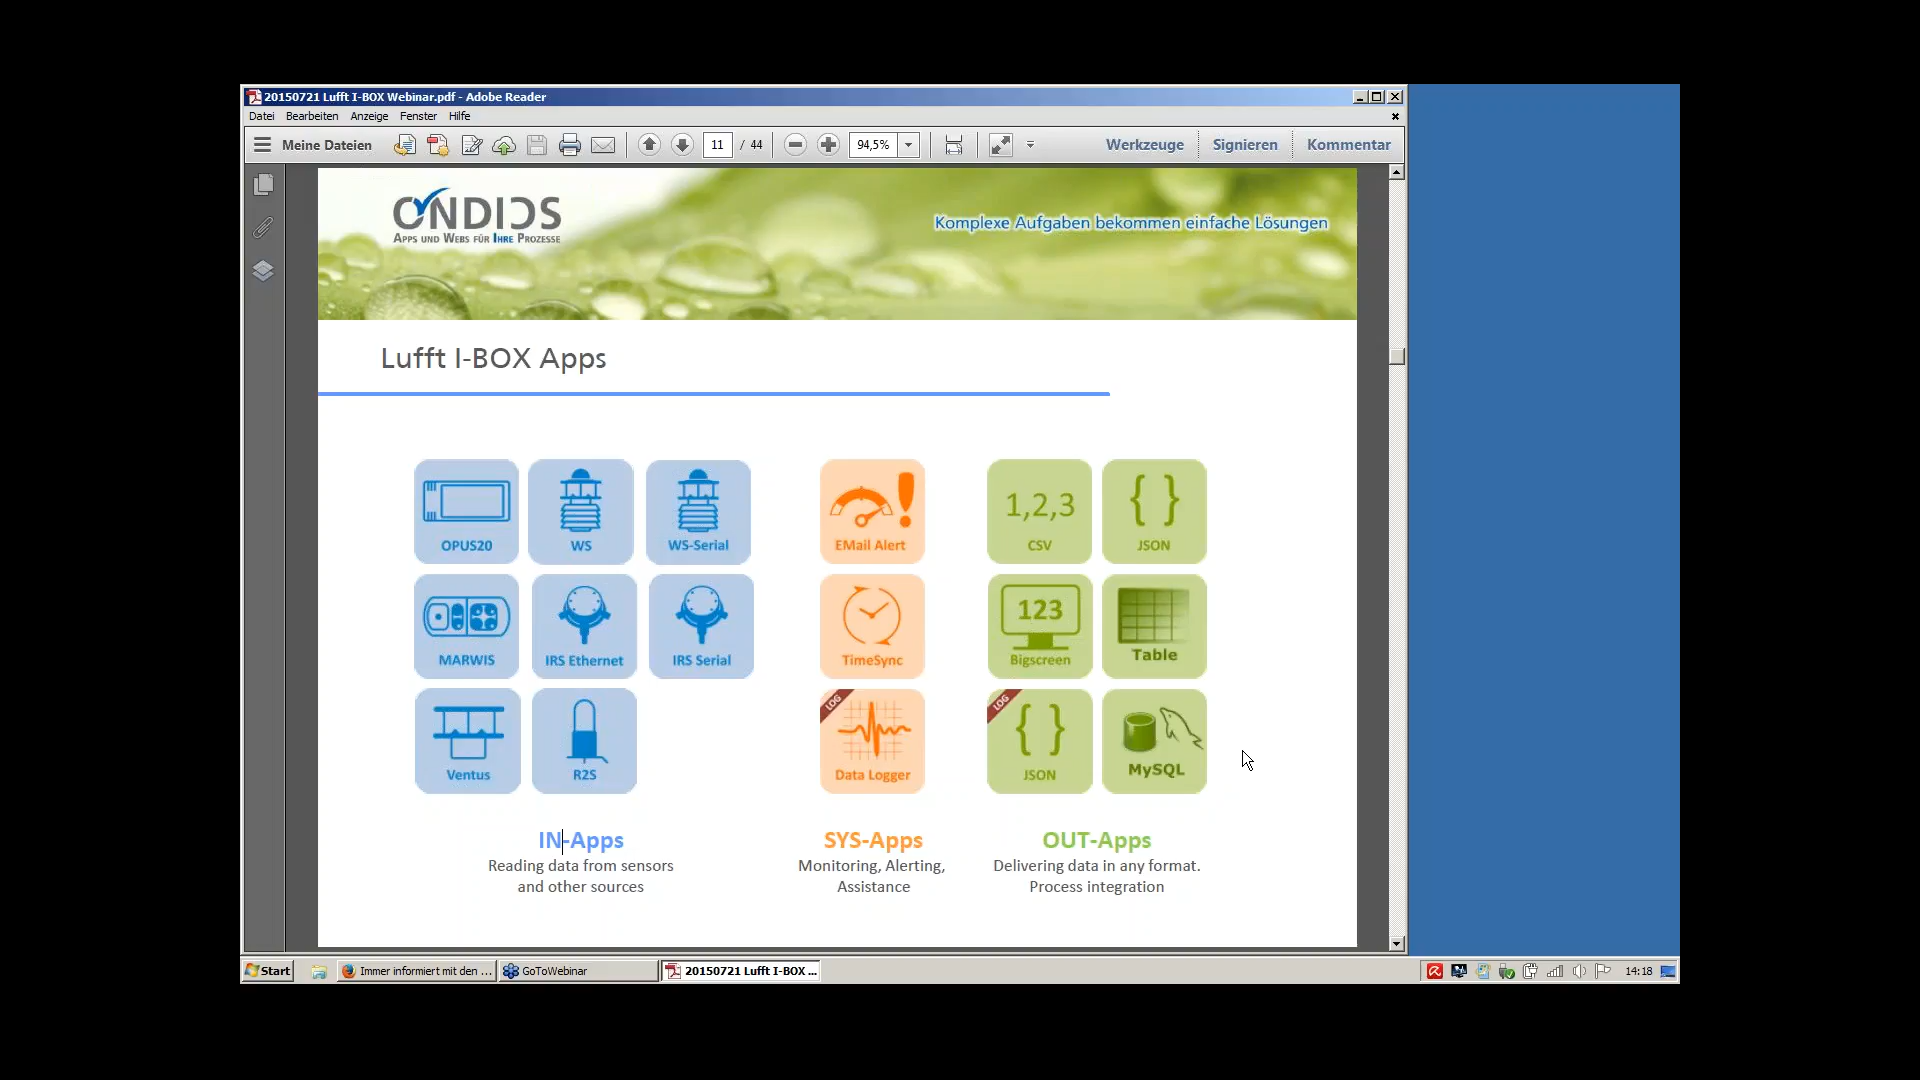 20150721 Lufft I-BOX Webinar.pdf - Adobe Reader
Datei Bearbeiten Anzeige Fenster Hilfe
Meine Dateien 11 / 44 94,5% Werkzeuge Signieren Kommentar
ONDICS
APPS UND WEBS FÜR IHRE PROZESSE
Komplexe Aufgaben bekommen einfache Lösungen
Lufft I-BOX Apps
OPUS20 WS WS-Serial EMail Alert 1,2,3 CSV { } JSON
MARWIS IRS Ethernet IRS Serial TimeSync 123 Bigscreen Table
Ventus R2S LOG Data Logger LOG { } JSON MySQL
IN-Apps
Reading data from sensors
and other sources
SYS-Apps
Monitoring, Alerting,
Assistance
OUT-Apps
Delivering data in any format.
Process integration
Start Immer informiert mit den ... GoToWebinar 20150721 Lufft I-BOX ... 14:18